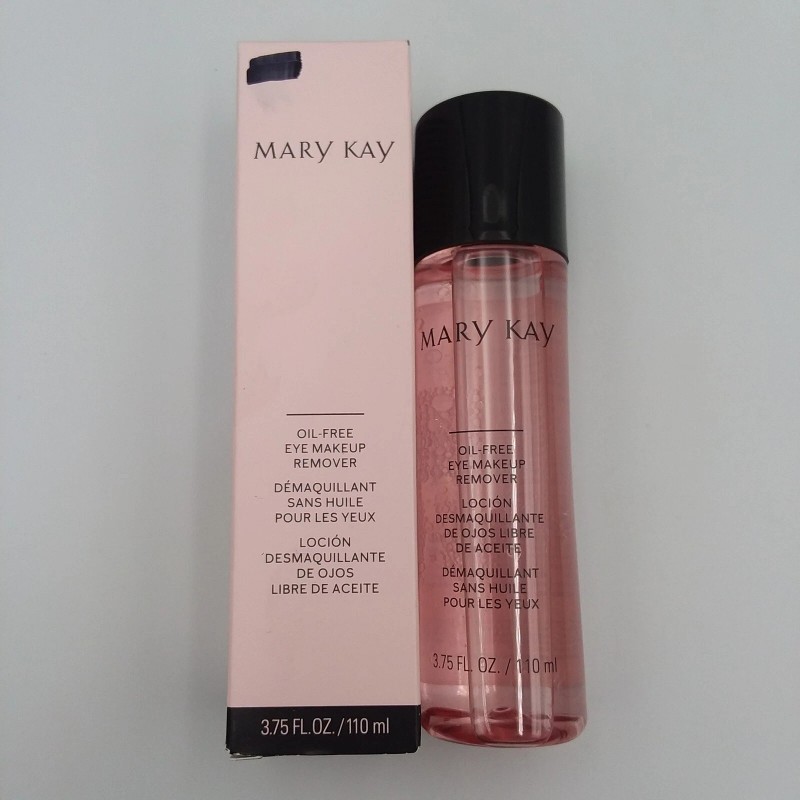 MARY KAY
OIL-FREE
EYE MAKEUP
REMOVER
DÉMAQUILLANT
SANS HUILE
POUR LES YEUX
LOCIÓN
DESMAQUILLANTE
DE OJOS
LIBRE DE ACEITE
3.75 FL.OZ./110 ml
MARY KAY
OIL-FREE
EYE MAKEUP
REMOVER
LOCIÓN
DESMAQUILLANTE
DE OJOS LIBRE
DE ACEITE
DÉMAQUILLANT
SANS HUILE
POUR LES YEUX
3.75 FL. OZ. / 110 ml